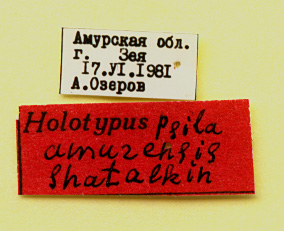 Амурская обл.
г. Зея
17.VI.1981
А.Озеров
Holotypus Psila
amurensis
Shatalkin